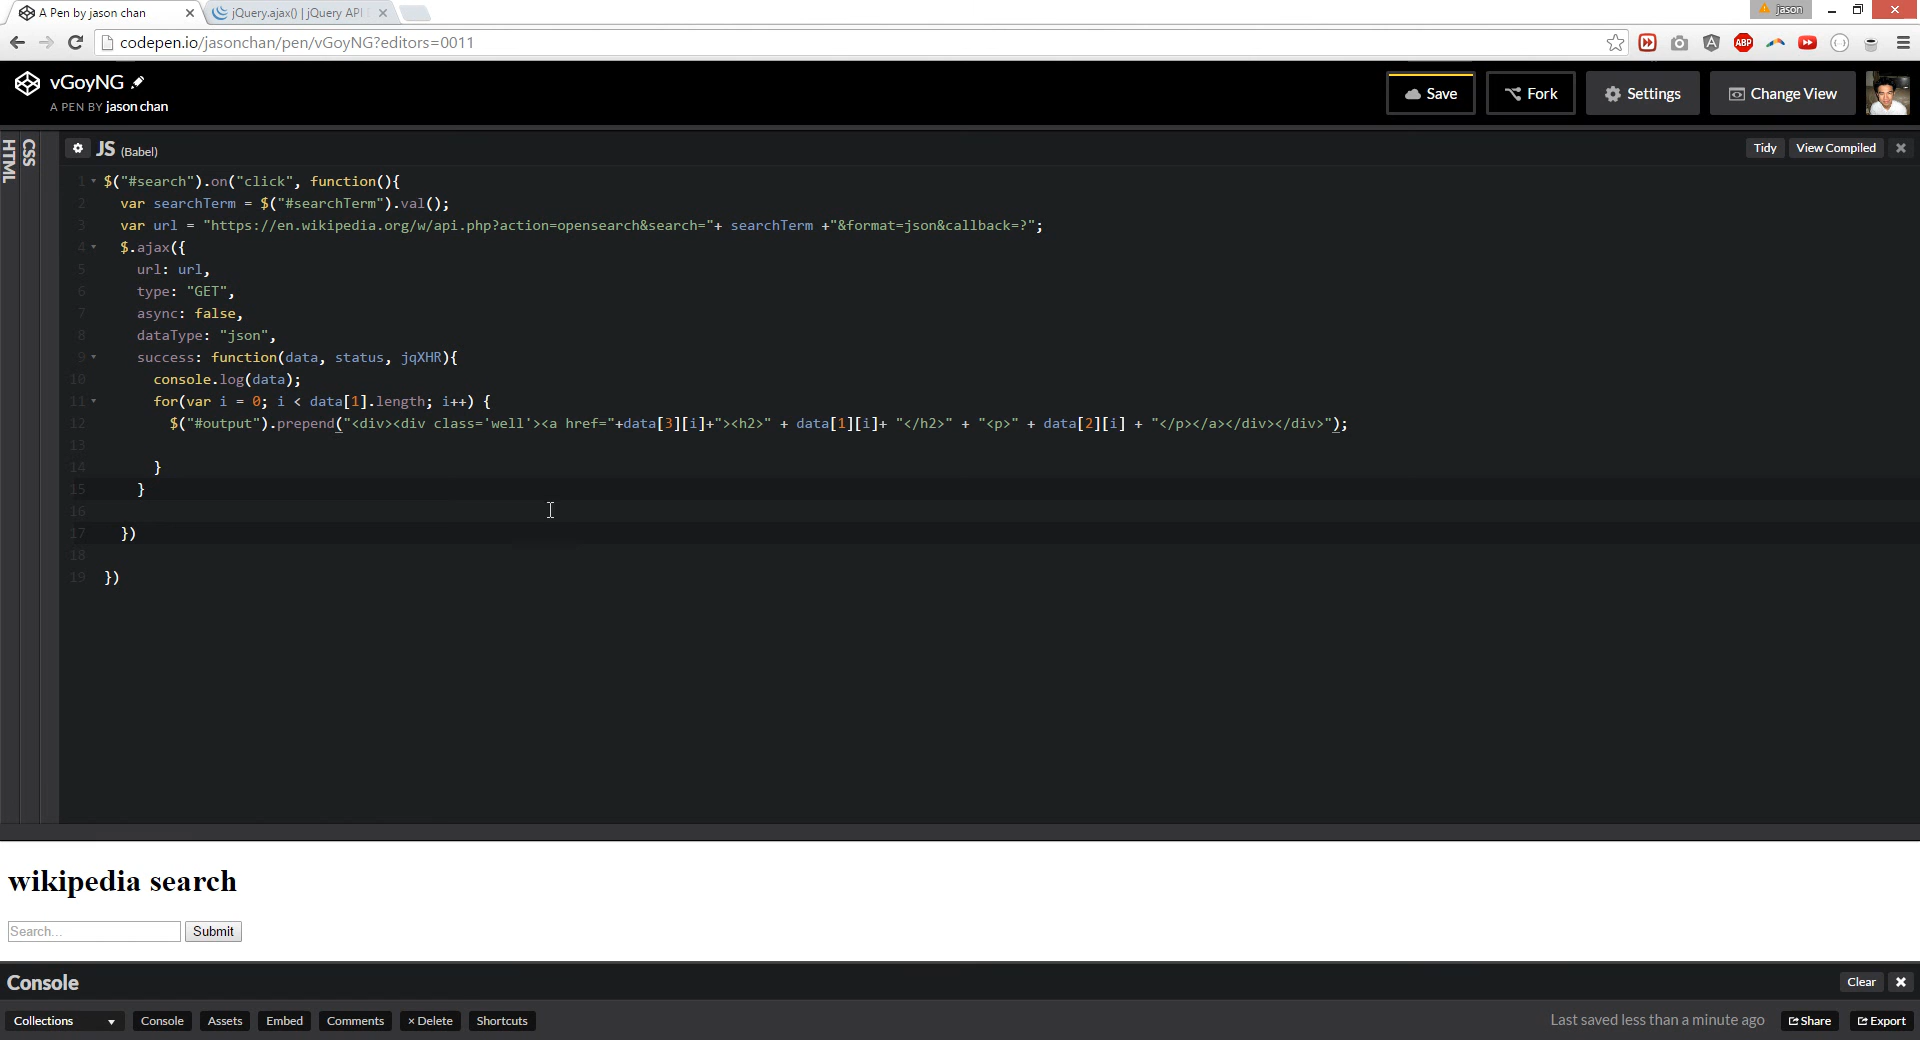 A Pen by jason chan
jQuery.ajax() | jQuery API
jason
codepen.io/jasonchan/pen/vGoyNG?editors=0011
ABP
vGoyNG
A PEN BY jason chan
Save
Fork
Settings
Change View
HTML
CSS
JS (Babel)
Tidy
View Compiled
1 $("#search").on("click", function(){
2 var searchTerm = $("#searchTerm").val();
3 var url = "https://en.wikipedia.org/w/api.php?action=opensearch&search="+ searchTerm +"&format=json&callback=?";
4 $.ajax({
5 url: url,
6 type: "GET",
7 async: false,
8 dataType: "json",
9 success: function(data, status, jqXHR){
10 console.log(data);
11 for(var i = 0; i < data[1].length; i++) {
12 $("#output").prepend("<div><div class='well'><a href="+data[3][i]+"><h2>" + data[1][i]+ "</h2>" + "<p>" + data[2][i] + "</p></a></div></div>");
13
14 }
15 }
16
17 })
18
19 })
wikipedia search
Search...
Submit
Console
Clear
Collections
Console
Assets
Embed
Comments
× Delete
Shortcuts
Last saved less than a minute ago
Share
Export